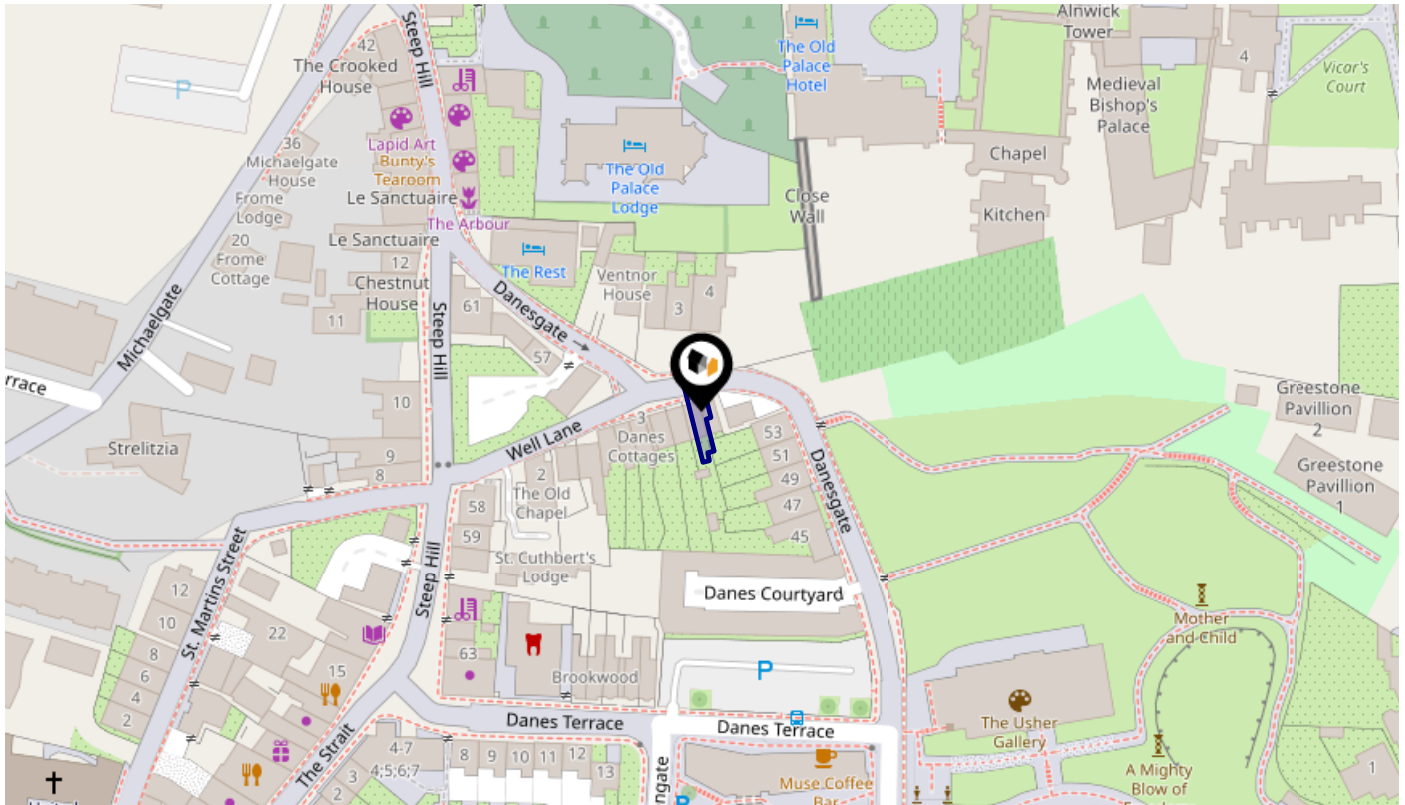 Steep Hill
42
The Crooked
House
P
The Old
Palace
Hotel
Alnwick
Tower
4
Vicar's
Court
Medieval
Bishop's
Palace
36
Michaelgate
House
Lapid Art
Bunty's
Tearoom
Frome
Lodge
Le Sanctuaire
The Old
Palace
Lodge
Chapel
Close
Wall
Kitchen
The Arbour
20
Frome
Cottage
Le Sanctuaire
12
Chestnut
House
The Rest
Ventnor
House
3
4
Michaelgate
11
Steep Hill
61
Danesgate
57
rrace
10
Greestone
Pavillion
2
Strelitzia
9
8
Well Lane
3
Danes
Cottages
53
51
49
47
45
Danesgate
Greestone
Pavillion
1
2
The Old
Chapel
58
59
St. Cuthbert's
Lodge
Steep Hill
St. Martins Street
12
10
8
6
4
2
22
15
Danes Courtyard
Mother
and Child
63
Brookwood
P
Danes Terrace
Danes Terrace
The Usher
Gallery
The Strait
4-7
4;5;6;7
3
2
8
9
10
11
12
13
ngate
P
Muse Coffee
Bar
A Mighty
Blow of
1